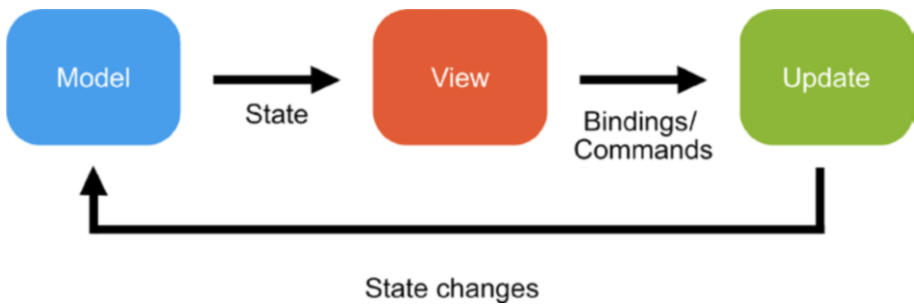 Model
State
View
Bindings/
Commands
Update
State changes